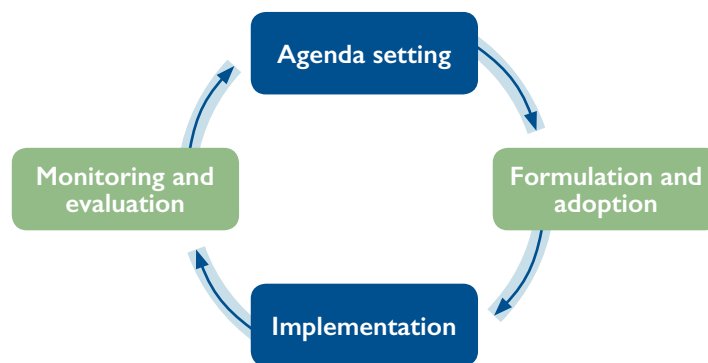 Agenda setting
Monitoring and
evaluation
Formulation and
adoption
Implementation